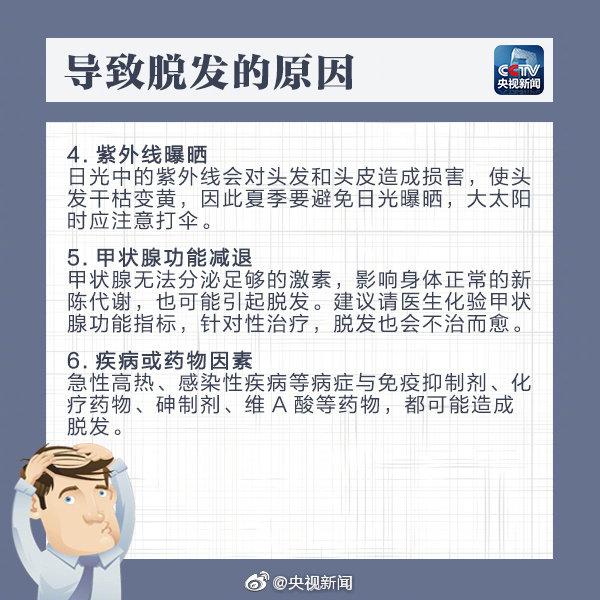 导致脱发的原因
CCTV
央视新闻
4. 紫外线曝晒
日光中的紫外线会对头发和头皮造成损害，使头
发干枯变黄，因此夏季要避免日光曝晒，大太阳
时应注意打伞。
5. 甲状腺功能减退
甲状腺无法分泌足够的激素，影响身体正常的新
陈代谢，也可能引起脱发。建议请医生化验甲状
腺功能指标，针对性治疗，脱发也会不治而愈。
6. 疾病或药物因素
急性高热、感染性疾病等病症与免疫抑制剂、化
疗药物、砷制剂、维 A 酸等药物，都可能造成
脱发。
@央视新闻